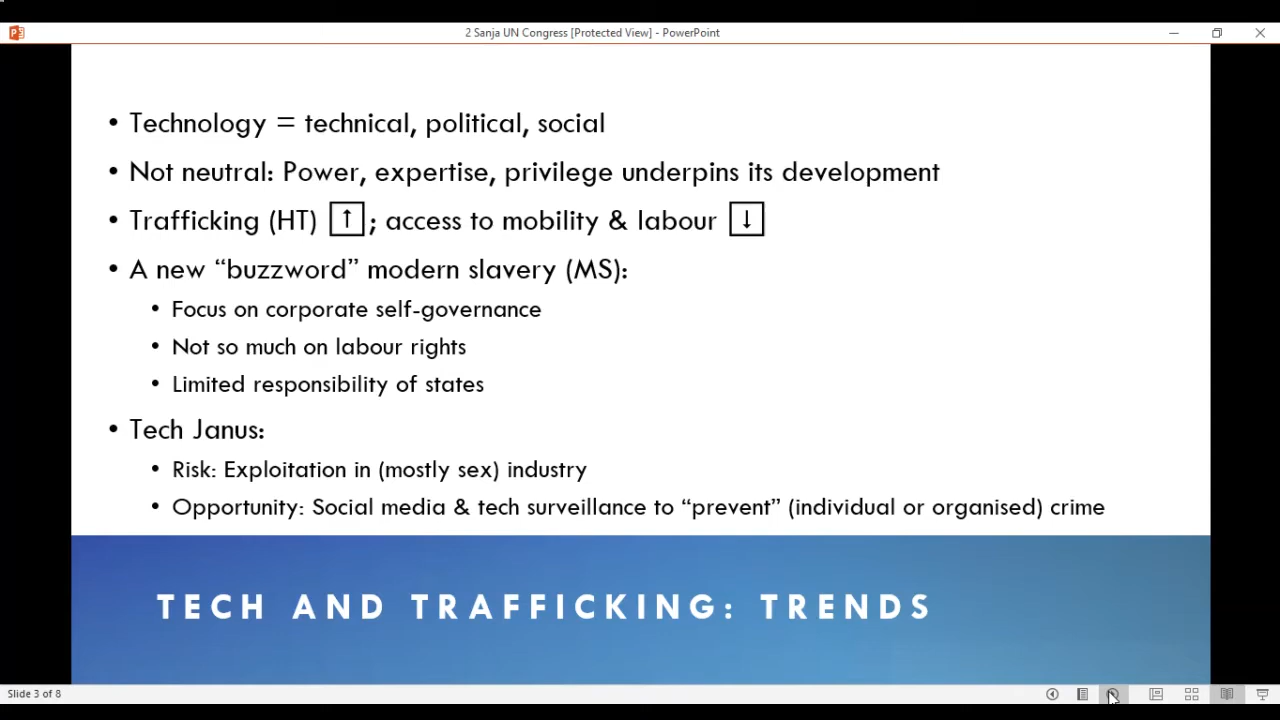 2 Sanja UN Congress [Protected View] - PowerPoint
• Technology = technical, political, social
• Not neutral: Power, expertise, privilege underpins its development
• Trafficking (HT) ↑ ; access to mobility & labour ↓
• A new “buzzword” modern slavery (MS):
• Focus on corporate self-governance
• Not so much on labour rights
• Limited responsibility of states
• Tech Janus:
• Risk: Exploitation in (mostly sex) industry
• Opportunity: Social media & tech surveillance to “prevent” (individual or organised) crime
TECH AND TRAFFICKING: TRENDS
Slide 3 of 8